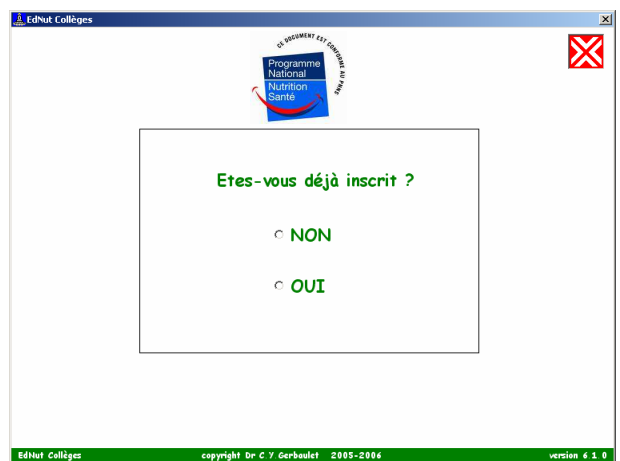 EdNut Collèges
CE DOCUMENT EST CONFORME AU PNNS
Programme
National
Nutrition
Santé
Etes-vous déjà inscrit ?
NON
OUI
EdNut Collèges copyright Dr C.Y Gerboulet 2005-2006 version 6.1.0